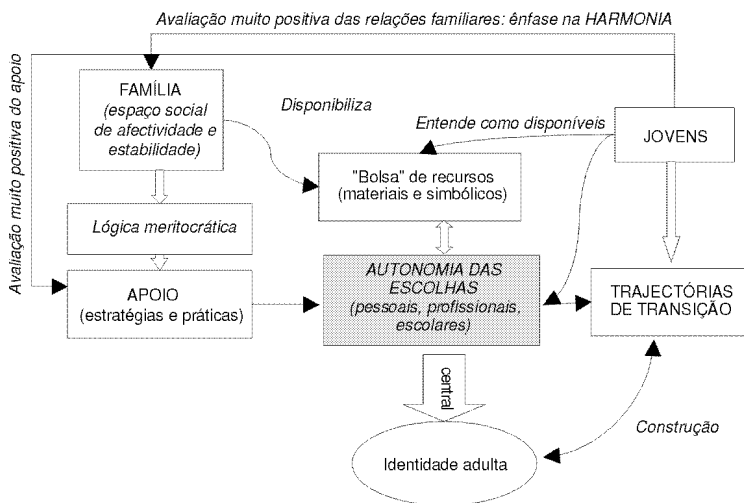 Avaliação muito positiva das relações familiares: ênfase na HARMONIA
Avaliação muito positiva do apoio
FAMÍLIA
(espaço social
de afectividade e
estabilidade)
Disponibiliza
Entende como disponíveis
JOVENS
"Bolsa" de recursos
(materiais e simbólicos)
Lógica meritocrática
APOIO
(estratégias e práticas)
AUTONOMIA DAS
ESCOLHAS
(pessoais, profissionais,
escolares)
TRAJECTÓRIAS
DE TRANSIÇÃO
central
Construção
Identidade adulta